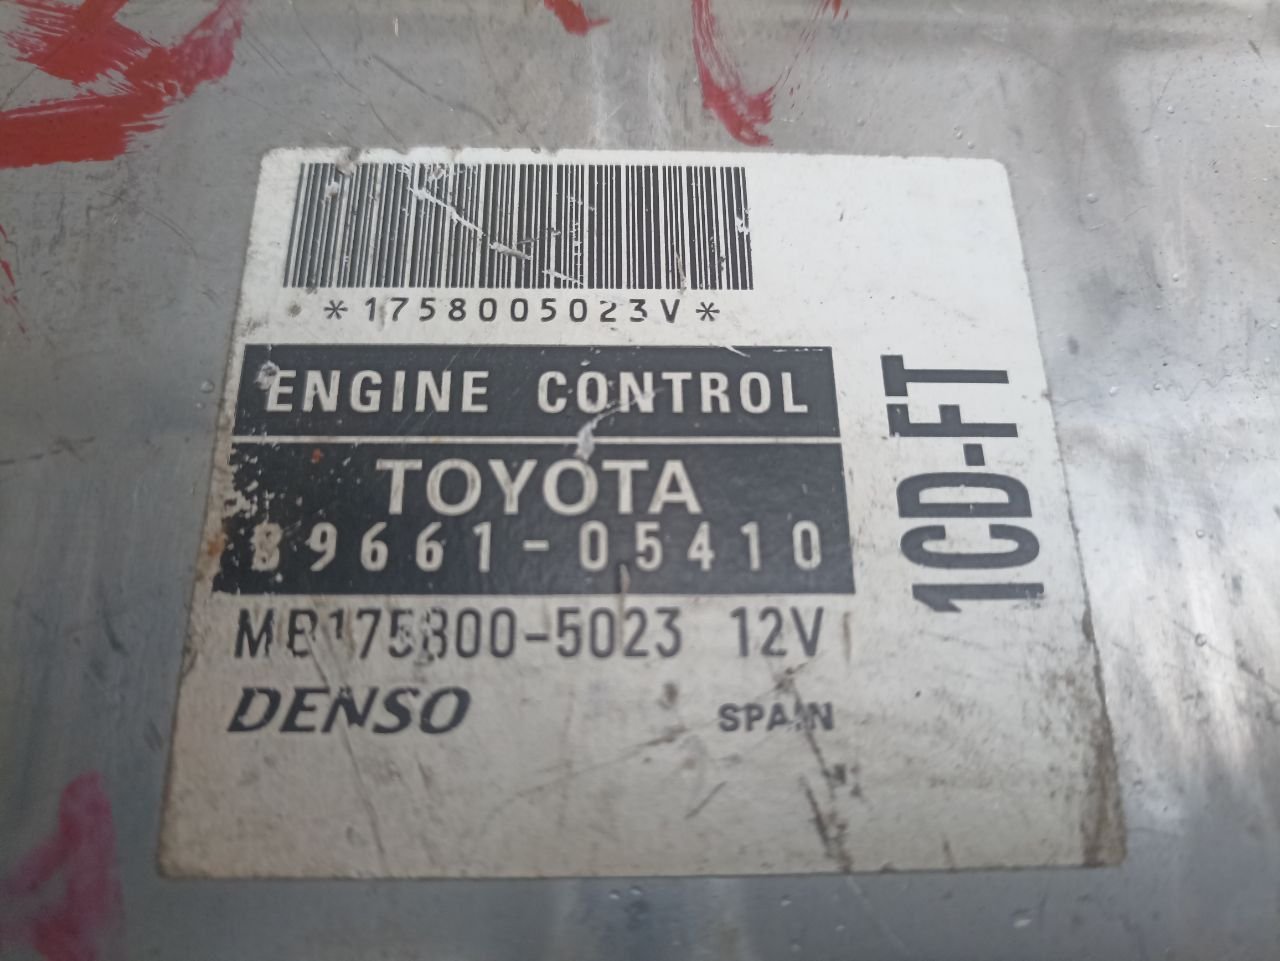 *1758005023V*
ENGINE CONTROL
TOYOTA
89661-05410
MB175800-5023 12V
DENSO SPAIN
1CD-FT